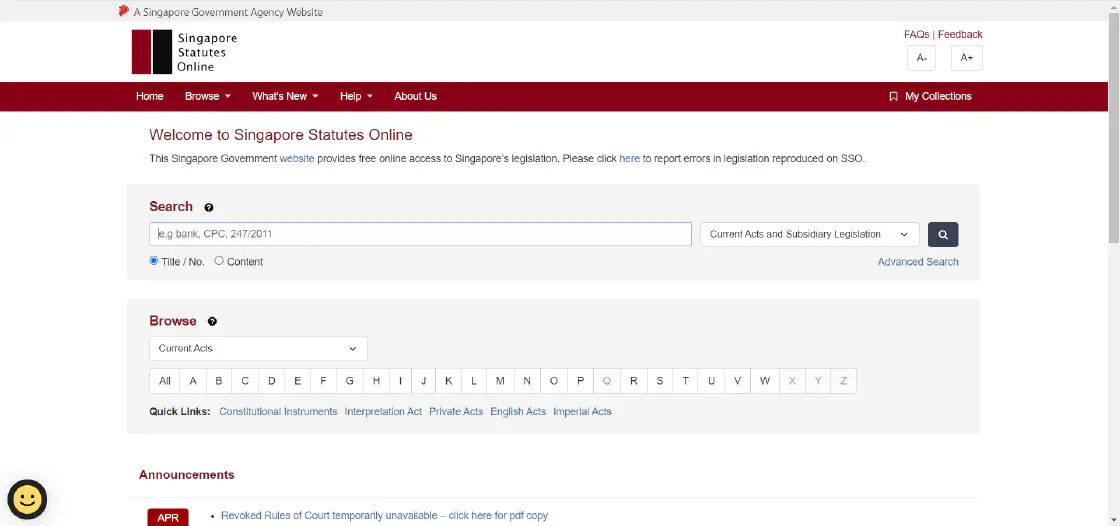 A Singapore Government Agency Website
Singapore
Statutes
Online
FAQs | Feedback
A- A+
Home Browse What's New Help About Us My Collections
Welcome to Singapore Statutes Online
This Singapore Government website provides free online access to Singapore's legislation. Please click here to report errors in legislation reproduced on SSO.
Search ?
e.g bank, CPC, 247/2011 Current Acts and Subsidiary Legislation
Title / No. Content Advanced Search
Browse ?
Current Acts
All A B C D E F G H I J K L M N O P Q R S T U V W X Y Z
Quick Links: Constitutional Instruments Interpretation Act Private Acts English Acts Imperial Acts
Announcements
APR • Revoked Rules of Court temporarily unavailable – click here for pdf copy